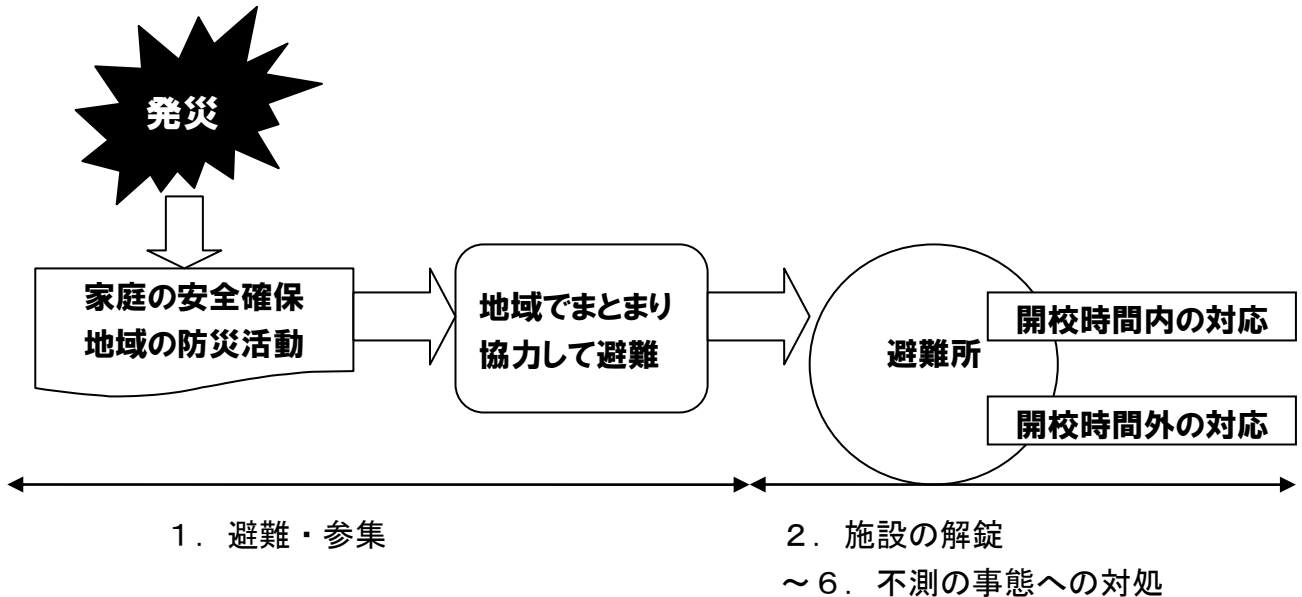 発災
家庭の安全確保
地域の防災活動
地域でまとまり
協力して避難
避難所
開校時間内の対応
開校時間外の対応
１．避難・参集
２．施設の解錠
～６．不測の事態への対処